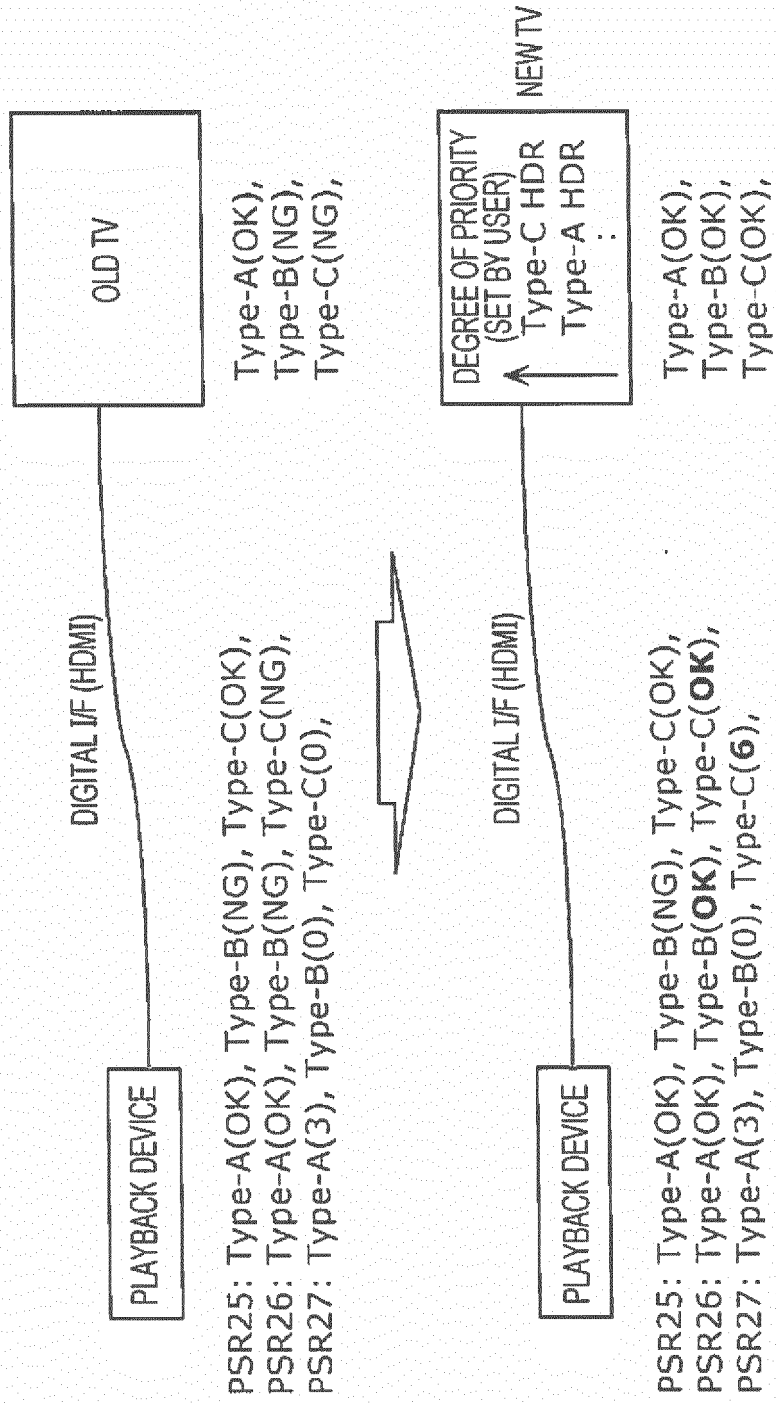 PLAYBACK DEVICE
DIGITAL I/F (HDMI)
OLD TV
PSR25: Type-A(OK), Type-B(NG), Type-C(OK),
PSR26: Type-A(OK), Type-B(NG), Type-C(NG),
PSR27: Type-A(3), Type-B(0), Type-C(0),
Type-A(OK),
Type-B(NG),
Type-C(NG),
PLAYBACK DEVICE
DIGITAL I/F (HDMI)
DEGREE OF PRIORITY
(SET BY USER)
Type-C HDR
Type-A HDR
:
NEW TV
PSR25: Type-A(OK), Type-B(NG), Type-C(OK),
PSR26: Type-A(OK), Type-B(OK), Type-C(OK),
PSR27: Type-A(3), Type-B(0), Type-C(6),
Type-A(OK),
Type-B(OK),
Type-C(OK),